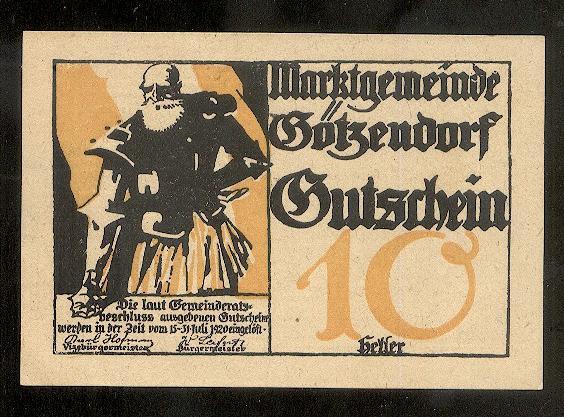 Marktgemeinde
Götzendorf
Gutschein
10
Heller
Die laut Gemeinderats-
beschluss ausgebenen Gutscheine
werden in der Zeit vom 15-31 Juli 1920 eingelöst.
Vizebürgermeister
Bürgermeister